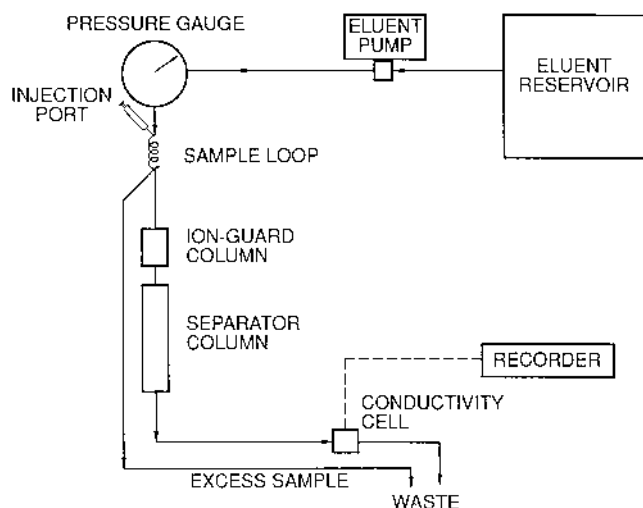 PRESSURE GAUGE
ELUENT
PUMP
ELUENT
RESERVOIR
INJECTION
PORT
SAMPLE LOOP
ION-GUARD
COLUMN
SEPARATOR
COLUMN
RECORDER
CONDUCTIVITY
CELL
EXCESS SAMPLE
WASTE